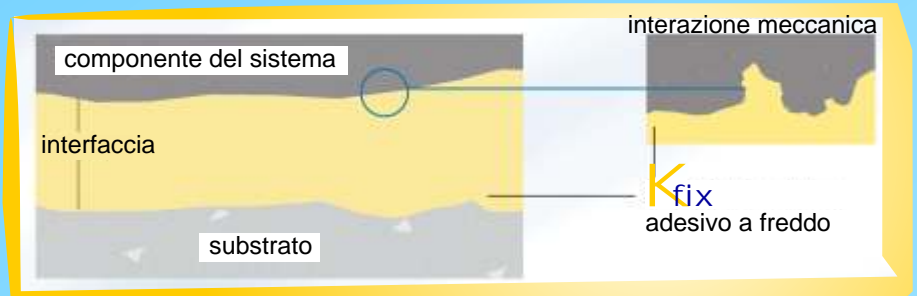 interazione meccanica
componente del sistema
interfaccia
Kfix
adesivo a freddo
substrato